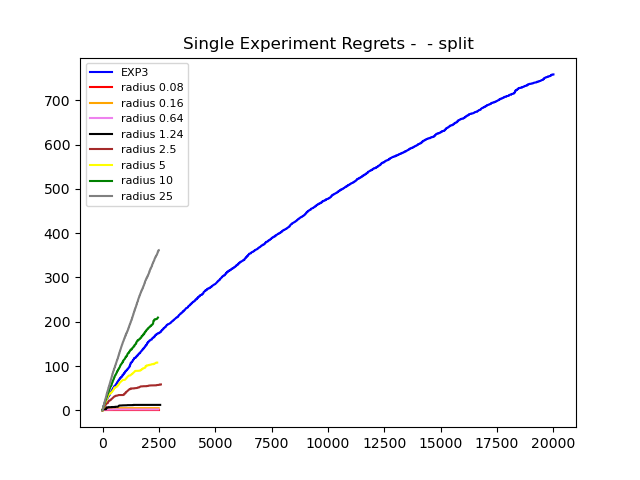 Single Experiment Regrets -  - split
EXP3
radius 0.08
radius 0.16
radius 0.64
radius 1.24
radius 2.5
radius 5
radius 10
radius 25
700
600
500
400
300
200
100
0
0 2500 5000 7500 10000 12500 15000 17500 20000